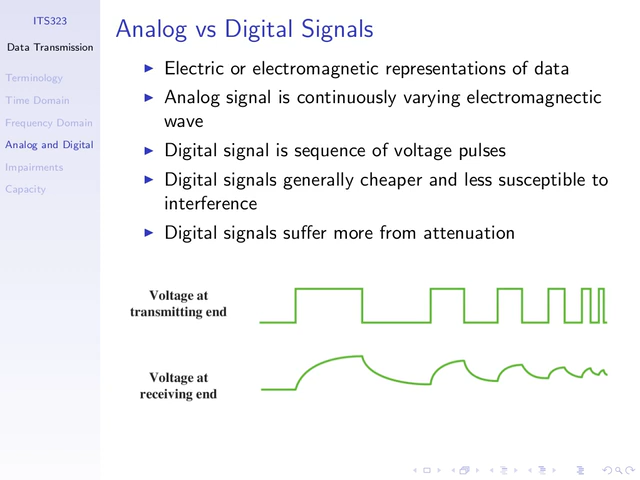 ITS323
Data Transmission
Terminology
Time Domain
Frequency Domain
Analog and Digital
Impairments
Capacity
Analog vs Digital Signals
Electric or electromagnetic representations of data
Analog signal is continuously varying electromagnectic
wave
Digital signal is sequence of voltage pulses
Digital signals generally cheaper and less susceptible to
interference
Digital signals suffer more from attenuation
Voltage at
transmitting end
Voltage at
receiving end